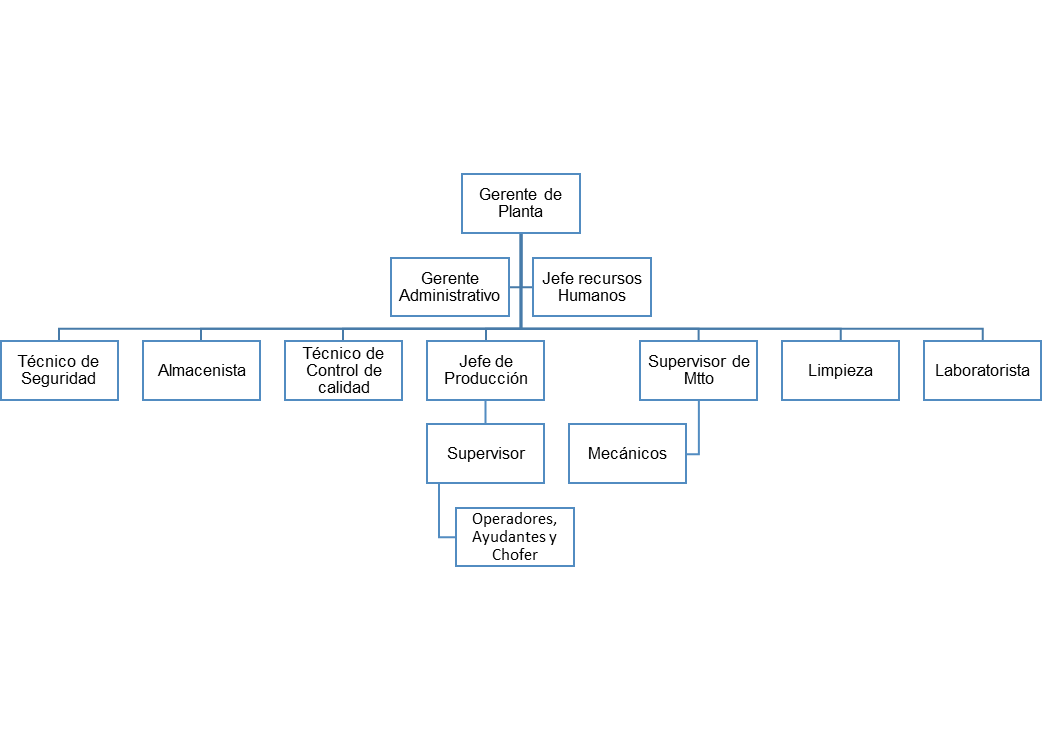 Gerente de
Planta
Gerente
Administrativo
Jefe recursos
Humanos
Técnico de
Seguridad
Almacenista
Técnico de
Control de
calidad
Jefe de
Producción
Supervisor de
Mtto
Limpieza
Laboratorista
Supervisor
Mecánicos
Operadores,
Ayudantes y
Chofer